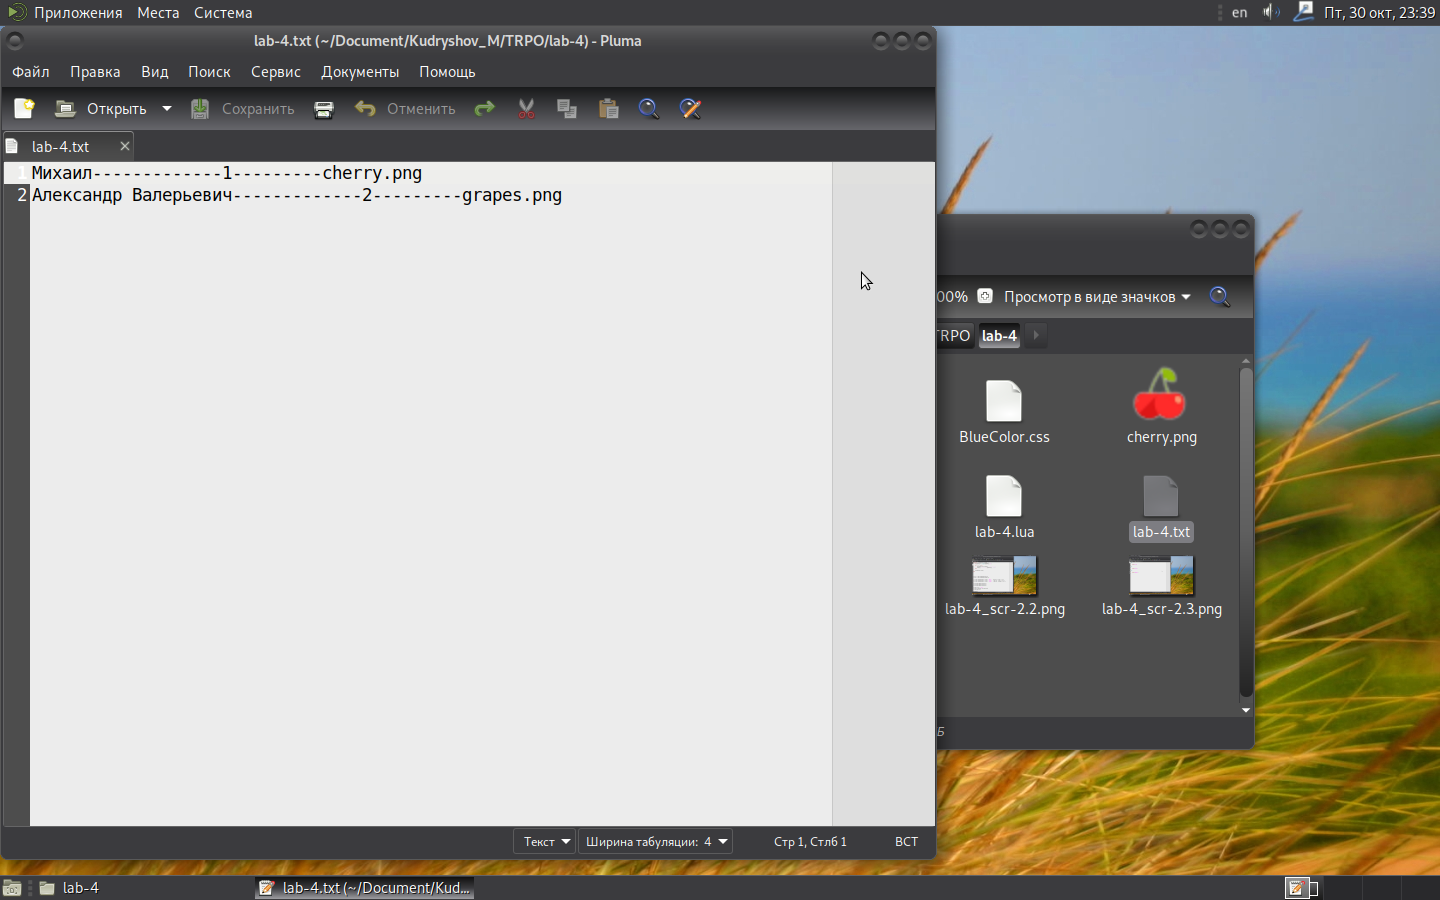 Приложения Места Система
en Пт, 30 окт, 23:39
lab-4.txt (~/Document/Kudryshov_M/TRPO/lab-4) - Pluma
Файл Правка Вид Поиск Сервис Документы Помощь
Открыть Сохранить Отменить
lab-4.txt
1 Михаил-------------1---------cherry.png
2 Александр Валерьевич-------------2---------grapes.png
00% Просмотр в виде значков
TRPO lab-4
BlueColor.css cherry.png
lab-4.lua lab-4.txt
lab-4_scr-2.2.png lab-4_scr-2.3.png
Б
Текст Ширина табуляции: 4 Стр 1, Стлб 1 ВСТ
lab-4 lab-4.txt (~/Document/Kud...